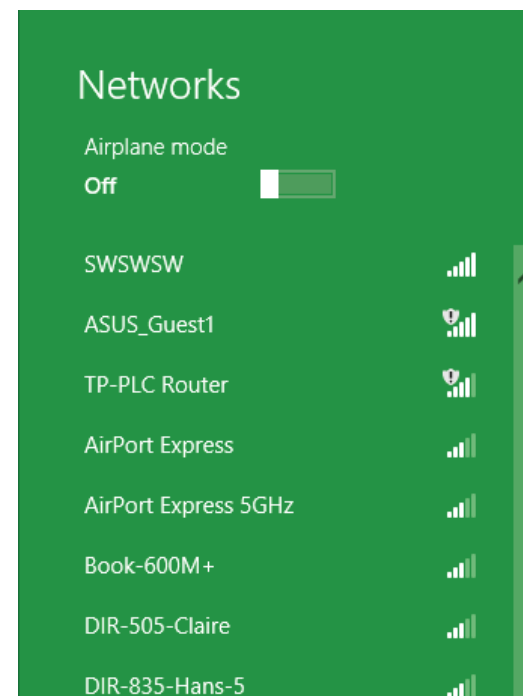 Networks
Airplane mode
Off
SWSWSW
ASUS_Guest1
TP-PLC Router
AirPort Express
AirPort Express 5GHz
Book-600M+
DIR-505-Claire
DIR-835-Hans-5